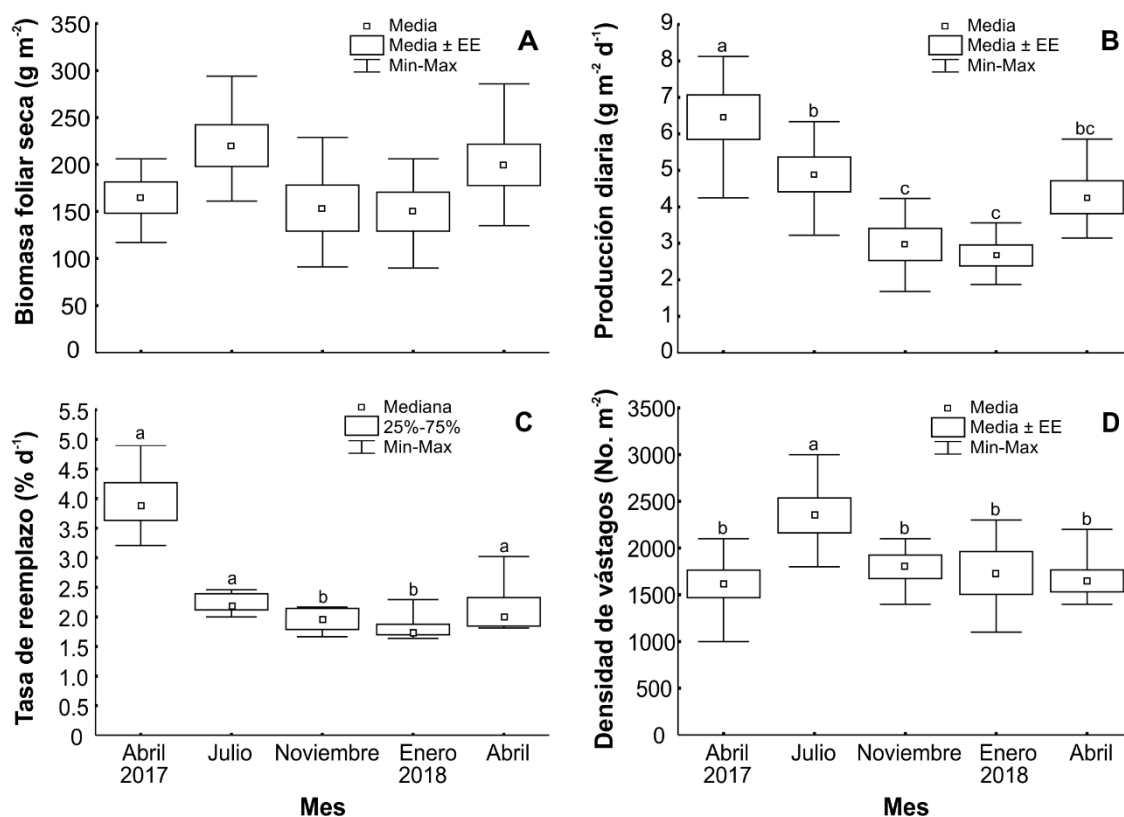 A
Media
Media ± EE
Min-Max
Biomasa foliar seca (g m⁻²)
350
300
250
200
150
100
50
0
B
Media
Media ± EE
Min-Max
Producción diaria (g m⁻² d⁻¹)
9
8
7
6
5
4
3
2
1
0
a
b
c
c
bc
C
Mediana
25%-75%
Min-Max
Tasa de reemplazo (% d⁻¹)
5.5
5.0
4.5
4.0
3.5
3.0
2.5
2.0
1.5
1.0
0.5
0
a
a
b
b
a
Abril Julio Noviembre Enero Abril
2017 2018
Mes
D
Media
Media ± EE
Min-Max
Densidad de vástagos (No. m⁻²)
3500
3000
2500
2000
1500
1000
500
0
b
a
b
b
b
Abril Julio Noviembre Enero Abril
2017 2018
Mes